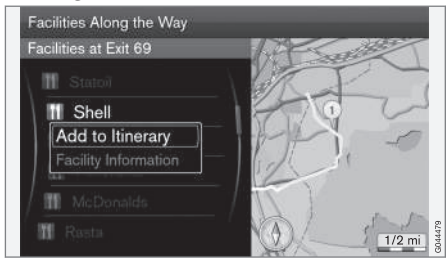 Facilities Along the Way
Facilities at Exit 69
Statoil
Shell
Add to Itinerary
Facility Information
McDonalds
Rasta
1
1/2 mi
G044479